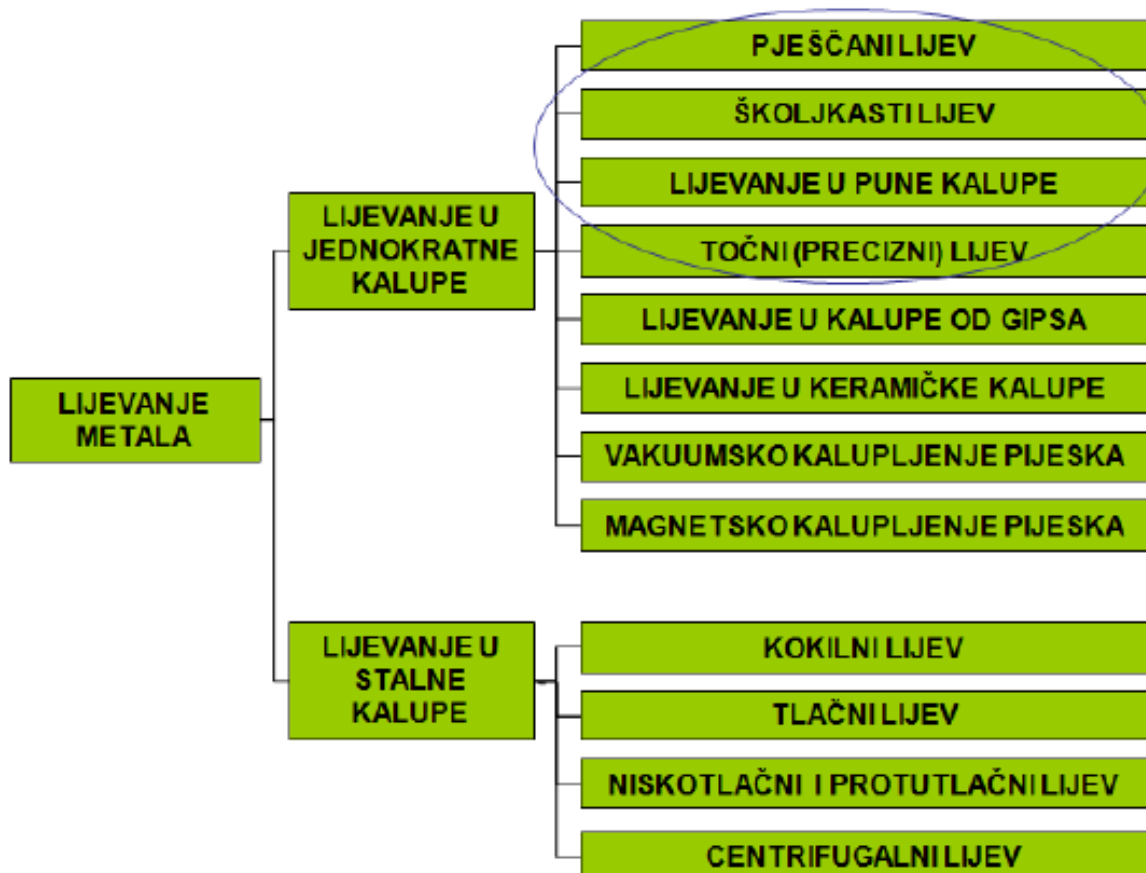 PJEŠČANI LIJEV
ŠKOLJKASTI LIJEV
LIJEVANJE U PUNE KALUPE
TOČNI (PRECIZNI) LIJEV
LIJEVANJE U KALUPE OD GIPSA
LIJEVANJE U KERAMIČKE KALUPE
VAKUUMSKO KALUPLJENJE PIJESKA
MAGNETSKO KALUPLJENJE PIJESKA
LIJEVANJE U
JEDNOKRATNE
KALUPE
LIJEVANJE
METALA
LIJEVANJE U
STALNE
KALUPE
KOKILNI LIJEV
TLAČNI LIJEV
NISKOTLAČNI I PROTUTLAČNI LIJEV
CENTRIFUGALNI LIJEV